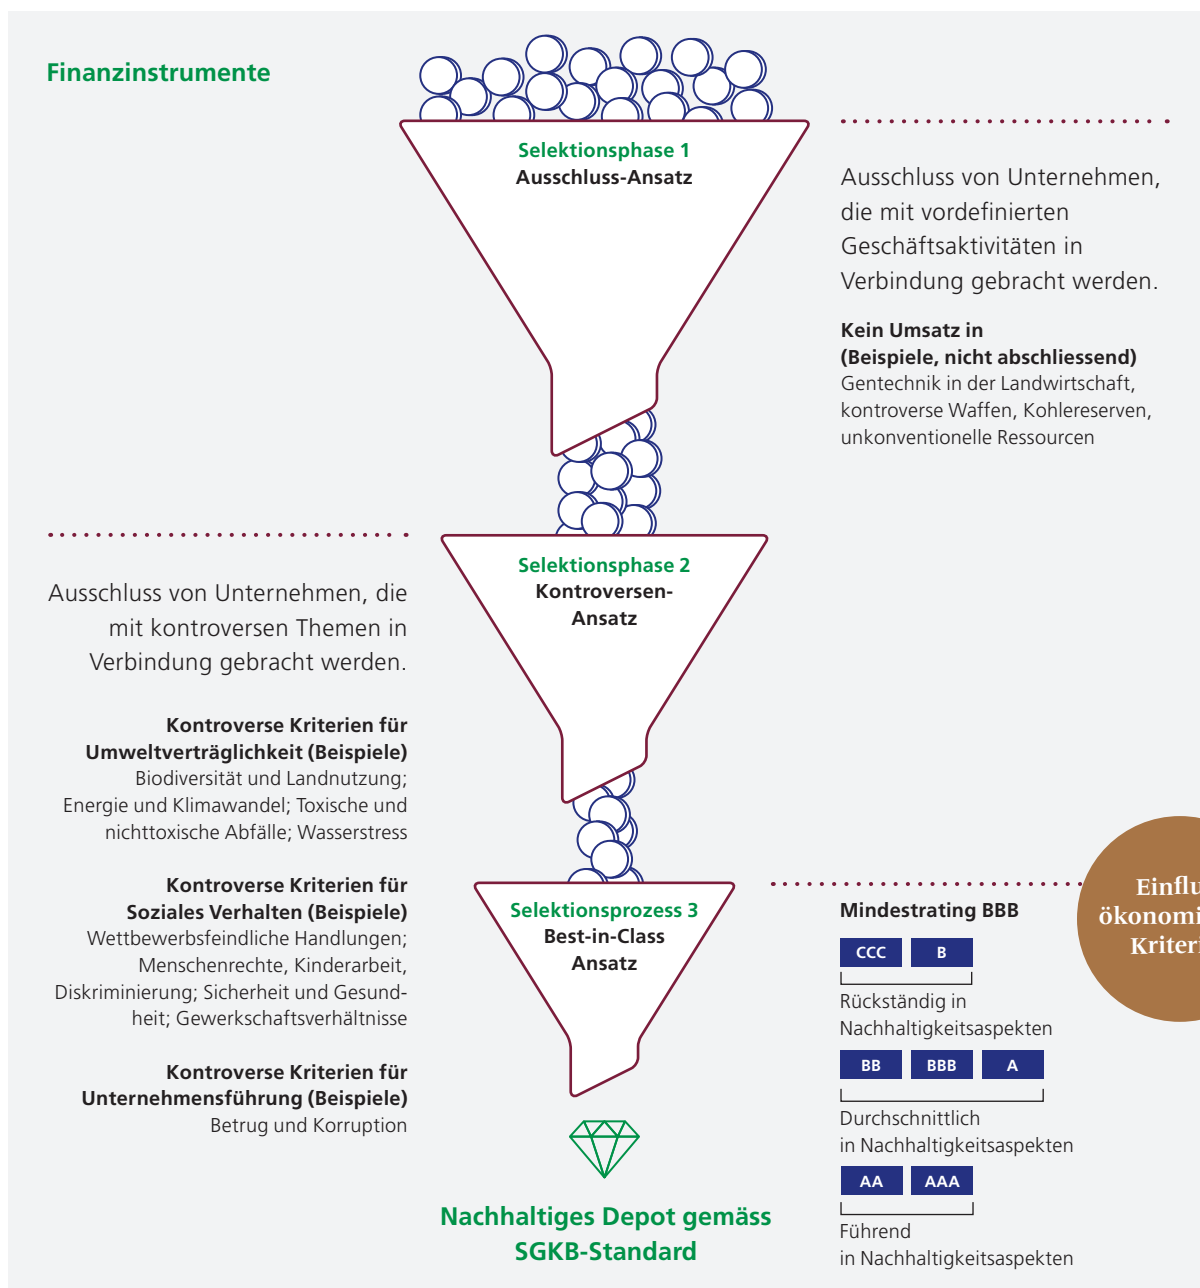 Finanzinstrumente
Selektionsphase 1
Ausschluss-Ansatz
Ausschluss von Unternehmen,
die mit vordefinierten
Geschäftsaktivitäten in
Verbindung gebracht werden.
Kein Umsatz in
(Beispiele, nicht abschliessend)
Gentechnik in der Landwirtschaft,
kontroverse Waffen, Kohlereserven,
unkonventionelle Ressourcen
Selektionsphase 2
Kontroversen-
Ansatz
Ausschluss von Unternehmen, die
mit kontroversen Themen in
Verbindung gebracht werden.
Kontroverse Kriterien für
Umweltverträglichkeit (Beispiele)
Biodiversität und Landnutzung;
Energie und Klimawandel; Toxische und
nichttoxische Abfälle; Wasserstress
Kontroverse Kriterien für
Soziales Verhalten (Beispiele)
Wettbewerbsfeindliche Handlungen;
Menschenrechte, Kinderarbeit,
Diskriminierung; Sicherheit und Gesund-
heit; Gewerkschaftsverhältnisse
Kontroverse Kriterien für
Unternehmensführung (Beispiele)
Betrug und Korruption
Selektionsprozess 3
Best-in-Class
Ansatz
Mindestrating BBB
CCC B
Rückständig in
Nachhaltigkeitsaspekten
BB BBB A
Durchschnittlich
in Nachhaltigkeitsaspekten
AA AAA
Führend
in Nachhaltigkeitsaspekten
Nachhaltiges Depot gemäss
SGKB-Standard